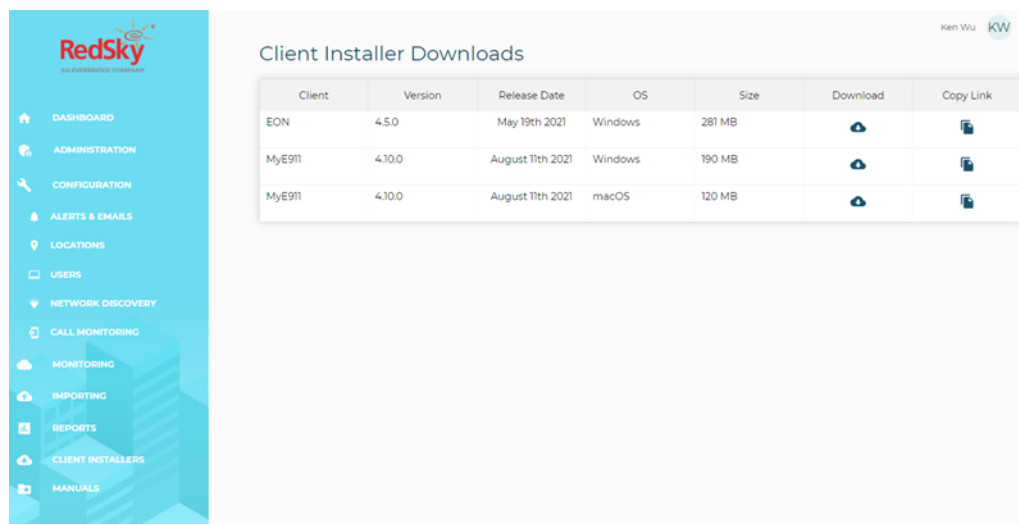 RedSky
AN EVERBRIDGE COMPANY
DASHBOARD
ADMINISTRATION
CONFIGURATION
ALERTS & EMAILS
LOCATIONS
USERS
NETWORK DISCOVERY
CALL MONITORING
MONITORING
IMPORTING
REPORTS
CLIENT INSTALLERS
MANUALS
Ken Wu KW
Client Installer Downloads
Client Version Release Date OS Size Download Copy Link
EON 4.5.0 May 19th 2021 Windows 281 MB
MyE911 4.10.0 August 11th 2021 Windows 190 MB
MyE911 4.10.0 August 11th 2021 macOS 120 MB